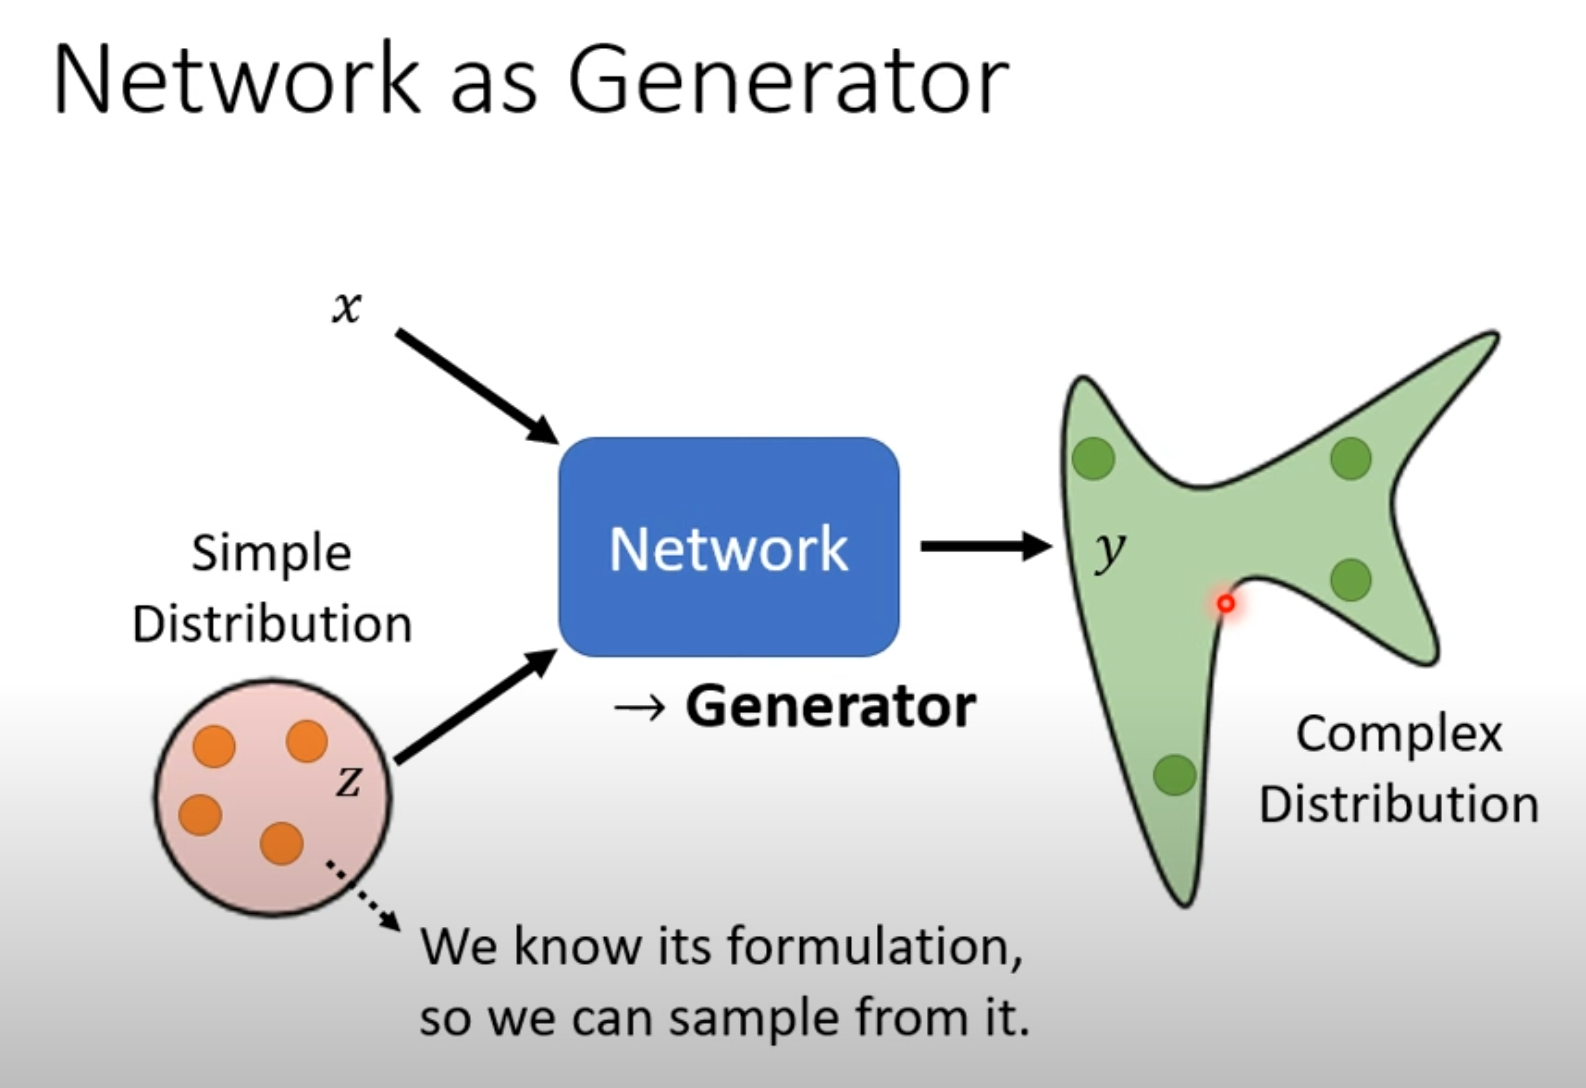 Network as Generator
x
Simple
Distribution
z
Network
→ Generator
y
Complex
Distribution
We know its formulation,
so we can sample from it.